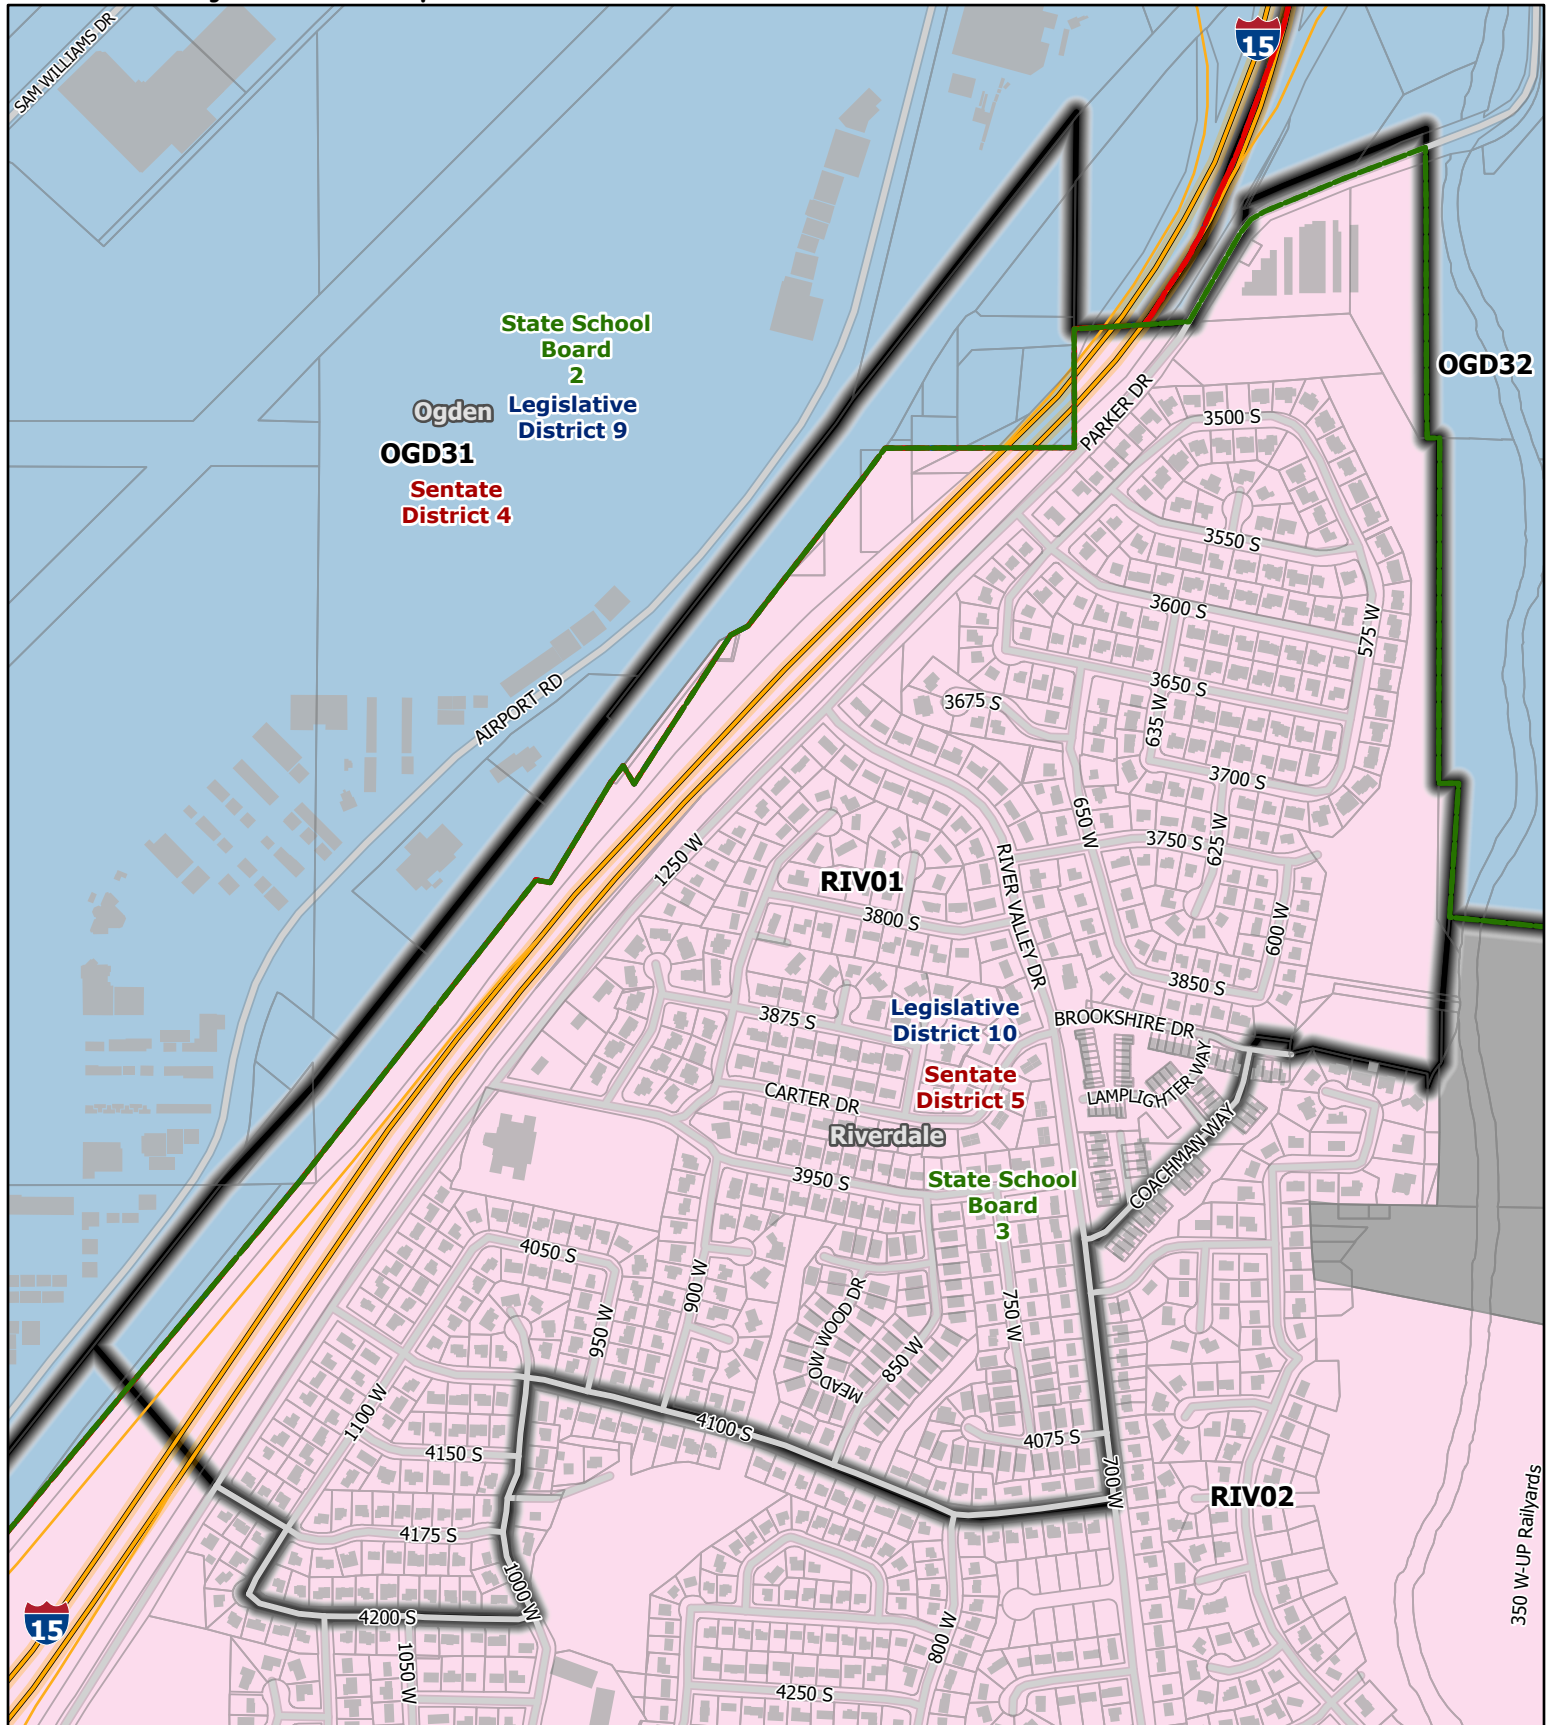 SAM WILLIAMS DR
15
State School
Board
2
Legislative
District 9
Ogden
OGD31
Sentate
District 4
OGD32
PARKER DR
3500 S
3550 S
3600 S
575 W
3650 S
3675 S
635 W
AIRPORT RD
3700 S
650 W
3750 S
625 W
1250 W
RIVER VALLEY DR
RIV01
3800 S
600 W
3850 S
3875 S
Legislative
District 10
BROOKSHIRE DR
LAMPLIGHTER WAY
Sentate
District 5
CARTER DR
COACHMAN WAY
Riverdale
3950 S
State School
Board
3
4050 S
900 W
950 W
MEADOW WOOD DR
750 W
850 W
1100 W
4100 S
4075 S
4150 S
700 W
RIV02
4175 S
350 W-UP Railyards
1000 W
4200 S
15
800 W
1050 W
4250 S